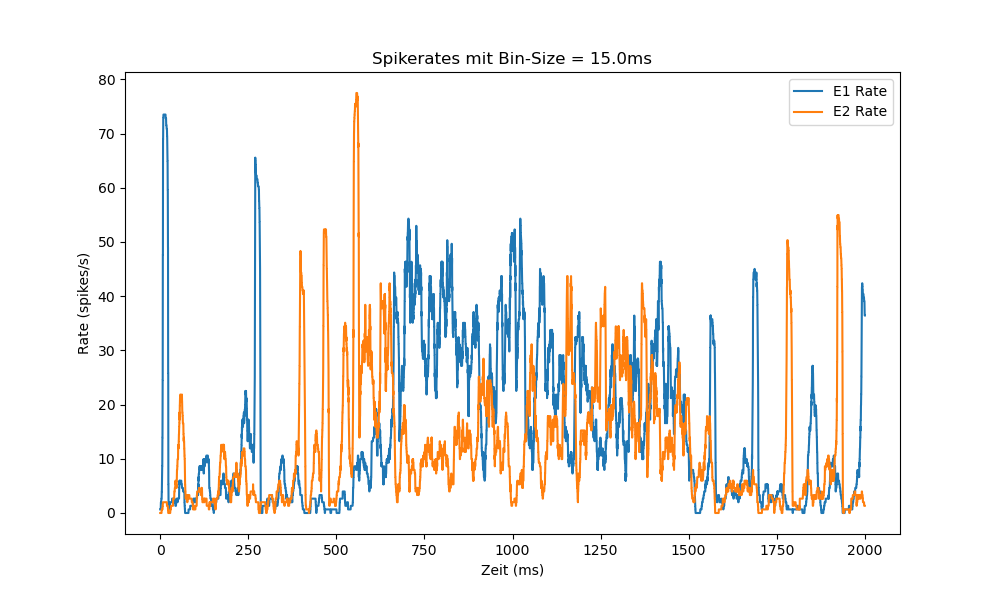 Spikerates mit Bin-Size = 15.0ms
E1 Rate
E2 Rate
80
70
60
50
40
30
20
10
0
Rate (spikes/s)
0 250 500 750 1000 1250 1500 1750 2000
Zeit (ms)